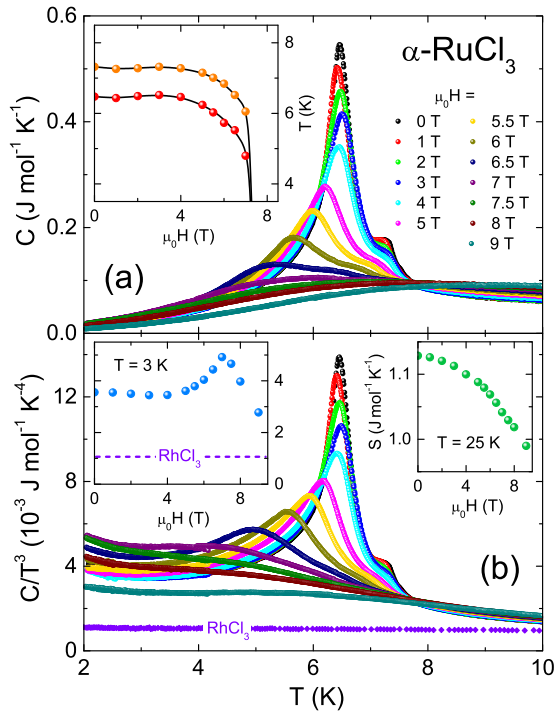 α-RuCl3
μ0H =
0 T
1 T
2 T
3 T
4 T
5 T
5.5 T
6 T
6.5 T
7 T
7.5 T
8 T
9 T
C (J mol⁻¹ K⁻¹)
0.6
0.4
0.2
0.0
(a)
T (K)
8
6
4
0 4 8
μ0H (T)
C/T³ (10⁻³ J mol⁻¹ K⁻⁴)
12
8
4
0
(b)
T = 3 K
RhCl3
4
2
0
0 4 8
μ0H (T)
S (J mol⁻¹ K⁻¹)
1.1
1.0
T = 25 K
0 4 8
μ0H (T)
RhCl3
2 4 6 8 10
T (K)